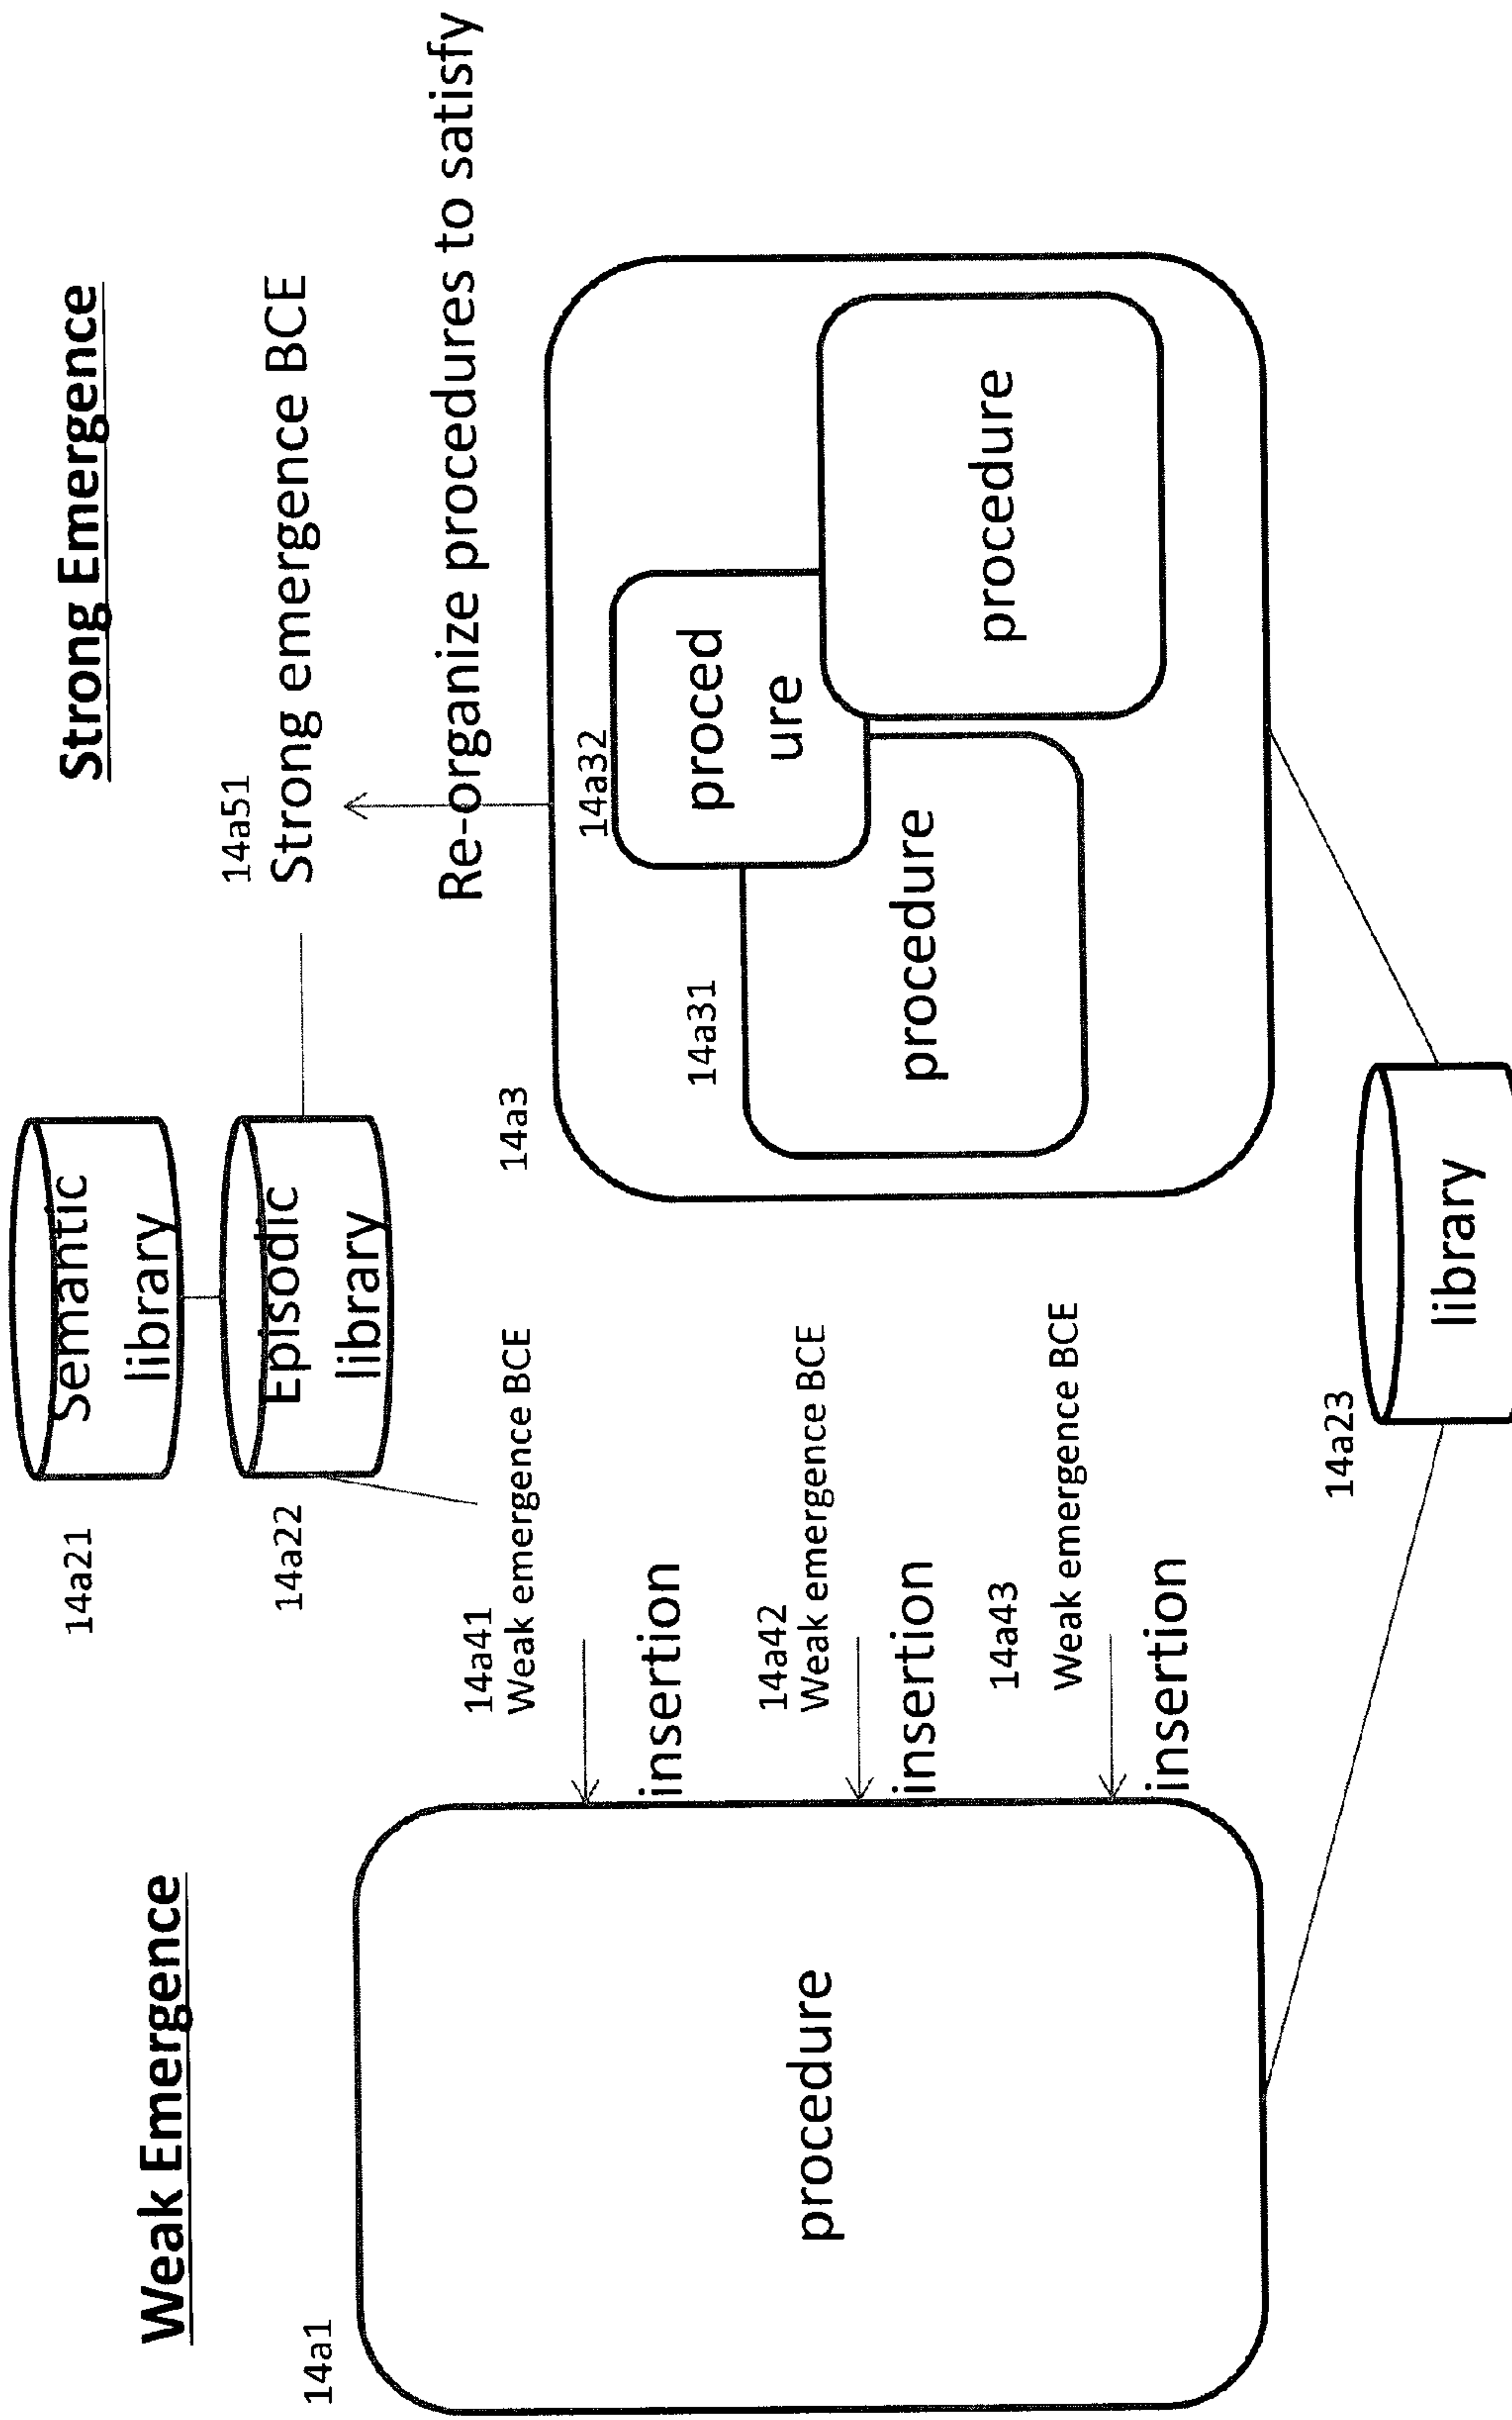 Weak Emergence
14a1
procedure
14a21
Semantic
library
14a22
Episodic
library
14a41
Weak emergence BCE
insertion
14a42
Weak emergence BCE
insertion
14a43
Weak emergence BCE
insertion
14a23
library
Strong Emergence
14a51
Strong emergence BCE
Re-organize procedures to satisfy
14a3
14a32
proced
ure
14a31
procedure
procedure